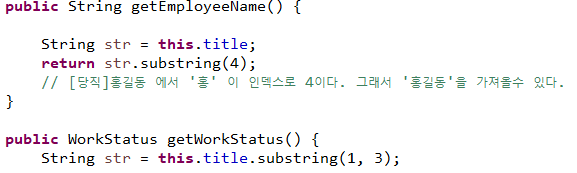 public String getEmployeeName() {
String str = this.title;
return str.substring(4);
// [당직]홍길동 에서 '홍' 이 인덱스로 4이다. 그래서 '홍길동'을 가져올수 있다.
}
public WorkStatus getWorkStatus() {
String str = this.title.substring(1, 3);